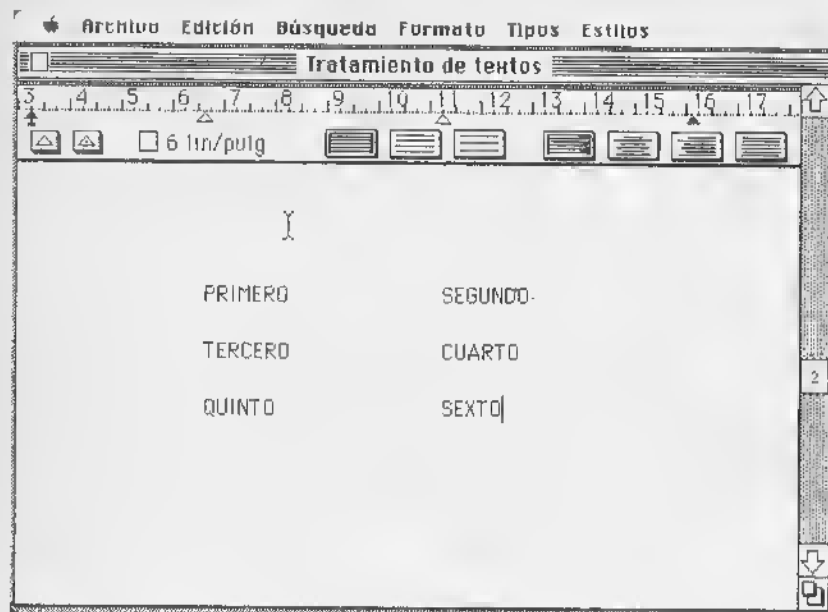 Archivo Edición Búsqueda Formato Tipos Estilos
Tratamiento de textos
3 4 5 6 7 8 9 10 11 12 13 14 15 16 17
6 lin/pulg
PRIMERO SEGUNDO
TERCERO CUARTO
QUINTO SEXTO
2